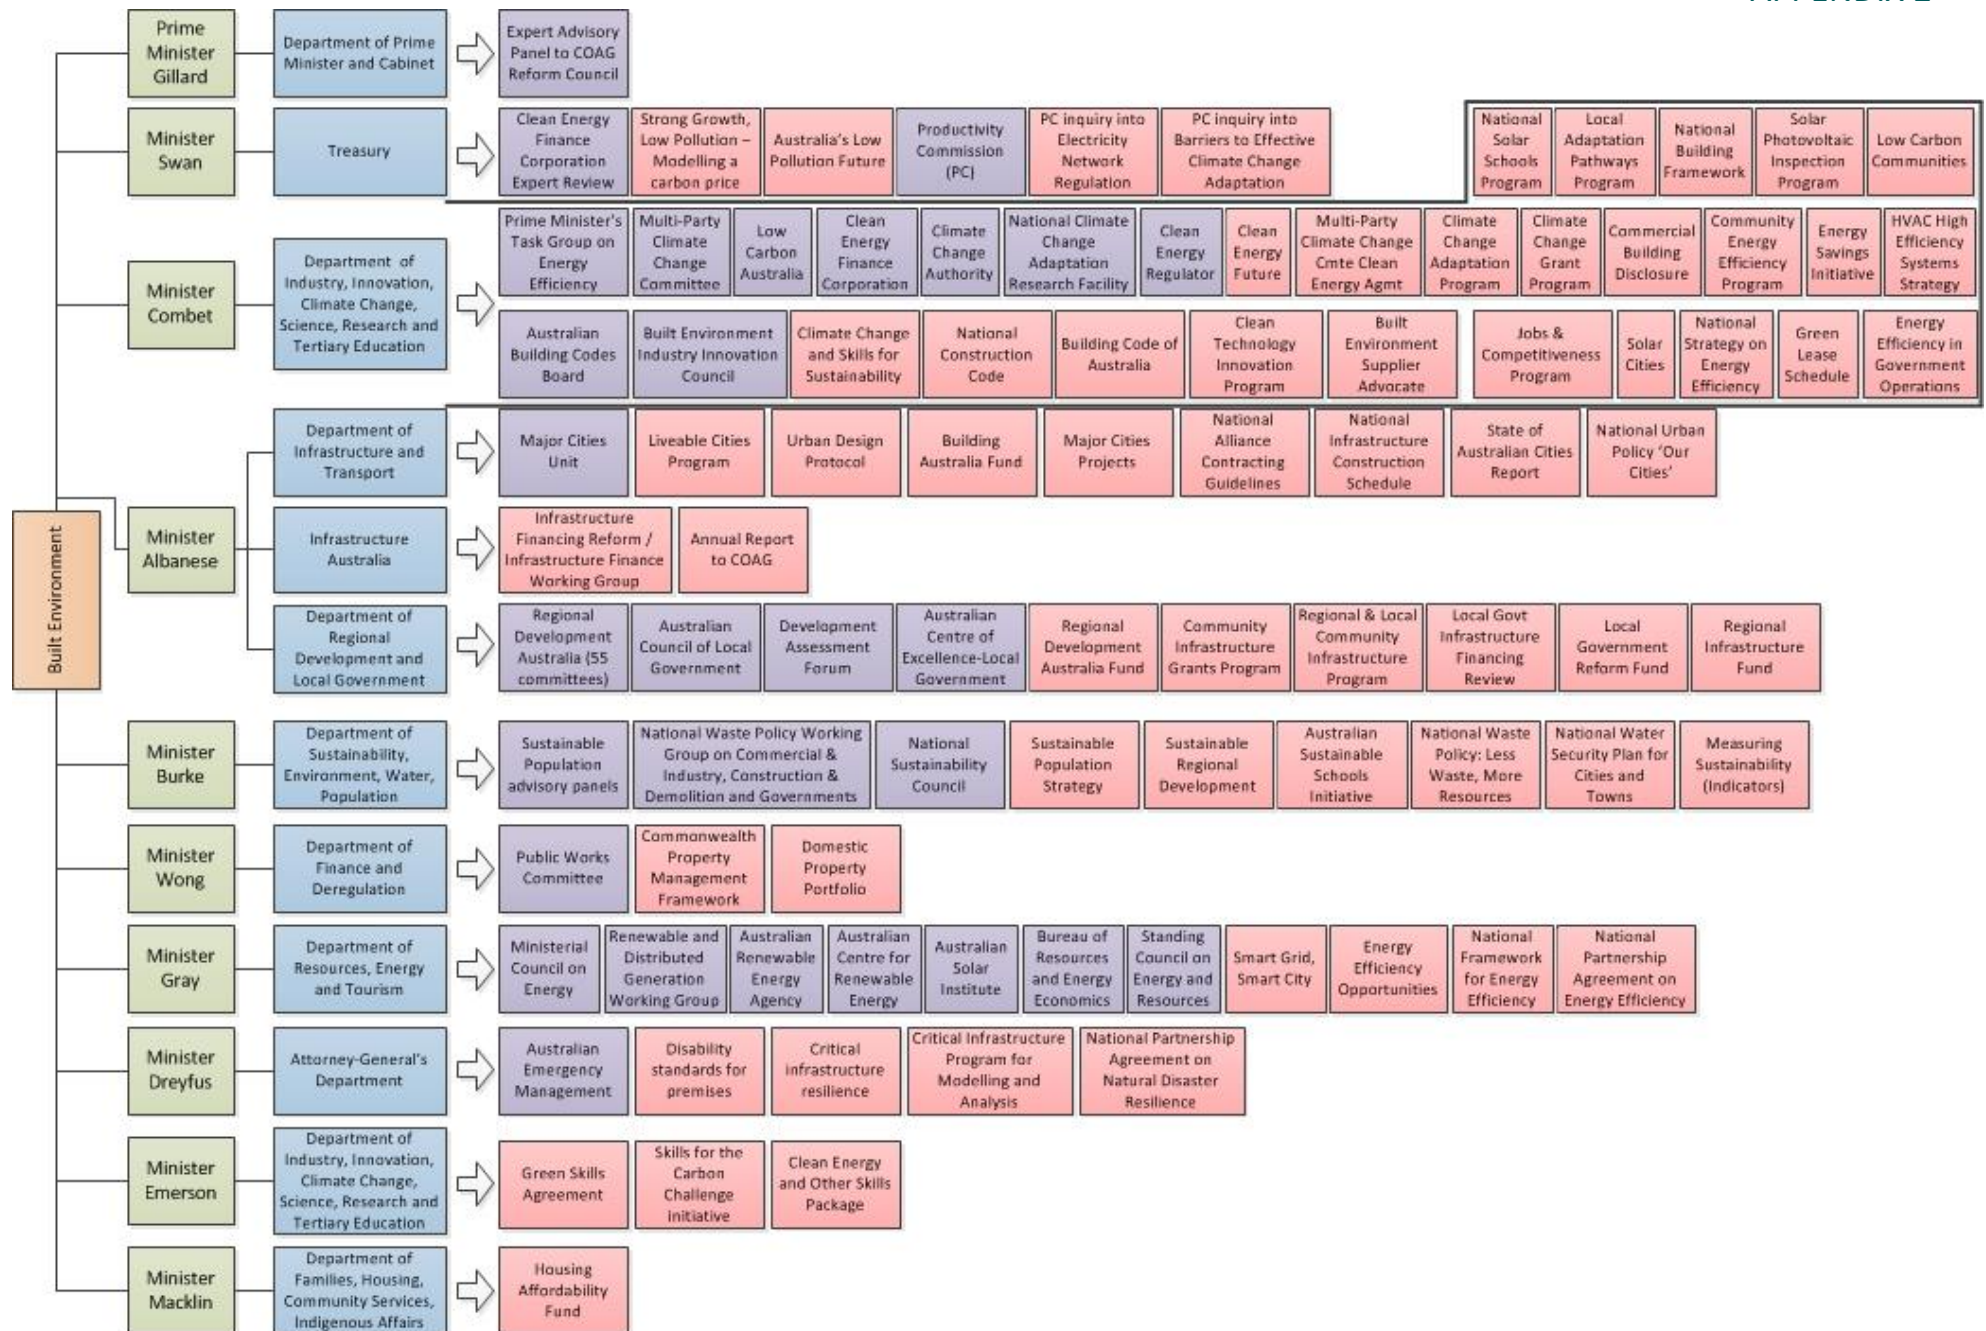 Prime
Minister
Gillard
Department of Prime
Minister and Cabinet
Expert Advisory
Panel to COAG
Reform Council
Minister
Swan
Treasury
Clean Energy
Finance
Corporation
Expert Review
Strong Growth,
Low Pollution –
Modelling a
carbon price
Australia's Low
Pollution Future
Productivity
Commission
(PC)
PC inquiry into
Electricity
Network
Regulation
PC inquiry into
Barriers to Effective
Climate Change
Adaptation
National
Solar
Schools
Program
Local
Adaptation
Pathways
Program
National
Building
Framework
Solar
Photovoltaic
Inspection
Program
Low Carbon
Communities
Minister
Combet
Department of
Industry, Innovation,
Climate Change,
Science, Research and
Tertiary Education
Prime Minister's
Task Group on
Energy
Efficiency
Multi-Party
Climate
Change
Committee
Low
Carbon
Australia
Clean
Energy
Finance
Corporation
Climate
Change
Authority
National Climate
Change
Adaptation
Research Facility
Clean
Energy
Regulator
Clean
Energy
Future
Multi-Party
Climate Change
Cmte Clean
Energy Agmt
Climate
Change
Adaptation
Program
Climate
Change
Grant
Program
Commercial
Building
Disclosure
Community
Energy
Efficiency
Program
Energy
Savings
Initiative
HVAC High
Efficiency
Systems
Strategy
Australian
Building Codes
Board
Built Environment
Industry Innovation
Council
Climate Change
and Skills for
Sustainability
National
Construction
Code
Building Code of
Australia
Clean
Technology
Innovation
Program
Built
Environment
Supplier
Advocate
Jobs &
Competitiveness
Program
Solar
Cities
National
Strategy on
Energy
Efficiency
Green
Lease
Schedule
Energy
Efficiency in
Government
Operations
Built Environment
Minister
Albanese
Department of
Infrastructure and
Transport
Major Cities
Unit
Liveable Cities
Program
Urban Design
Protocol
Building
Australia Fund
Major Cities
Projects
National
Alliance
Contracting
Guidelines
National
Infrastructure
Construction
Schedule
State of
Australian Cities
Report
National Urban
Policy 'Our
Cities'
Infrastructure
Australia
Infrastructure
Financing Reform /
Infrastructure Finance
Working Group
Annual Report
to COAG
Department of
Regional
Development and
Local Government
Regional
Development
Australia (55
committees)
Australian
Council of Local
Government
Development
Assessment
Forum
Australian
Centre of
Excellence-Local
Government
Regional
Development
Australia Fund
Community
Infrastructure
Grants Program
Regional & Local
Community
Infrastructure
Program
Local Govt
Infrastructure
Financing
Review
Local
Government
Reform Fund
Regional
Infrastructure
Fund
Minister
Burke
Department of
Sustainability,
Environment, Water,
Population
Sustainable
Population
advisory panels
National Waste Policy Working
Group on Commercial &
Industry, Construction &
Demolition and Governments
National
Sustainability
Council
Sustainable
Population
Strategy
Sustainable
Regional
Development
Australian
Sustainable
Schools
Initiative
National Waste
Policy: Less
Waste, More
Resources
National Water
Security Plan for
Cities and
Towns
Measuring
Sustainability
(Indicators)
Minister
Wong
Department of
Finance and
Deregulation
Public Works
Committee
Commonwealth
Property
Management
Framework
Domestic
Property
Portfolio
Minister
Gray
Department of
Resources, Energy
and Tourism
Ministerial
Council on
Energy
Renewable and
Distributed
Generation
Working Group
Australian
Renewable
Energy
Agency
Australian
Centre for
Renewable
Energy
Australian
Solar
Institute
Bureau of
Resources
and Energy
Economics
Standing
Council on
Energy and
Resources
Smart Grid,
Smart City
Energy
Efficiency
Opportunities
National
Framework
for Energy
Efficiency
National
Partnership
Agreement on
Energy Efficiency
Minister
Dreyfus
Attorney-General's
Department
Australian
Emergency
Management
Disability
standards for
premises
Critical
infrastructure
resilience
Critical Infrastructure
Program for
Modelling and
Analysis
National Partnership
Agreement on
Natural Disaster
Resilience
Minister
Emerson
Department of
Industry, Innovation,
Climate Change,
Science, Research and
Tertiary Education
Green Skills
Agreement
Skills for the
Carbon
Challenge
initiative
Clean Energy
and Other Skills
Package
Minister
Macklin
Department of
Families, Housing,
Community Services,
Indigenous Affairs
Housing
Affordability
Fund